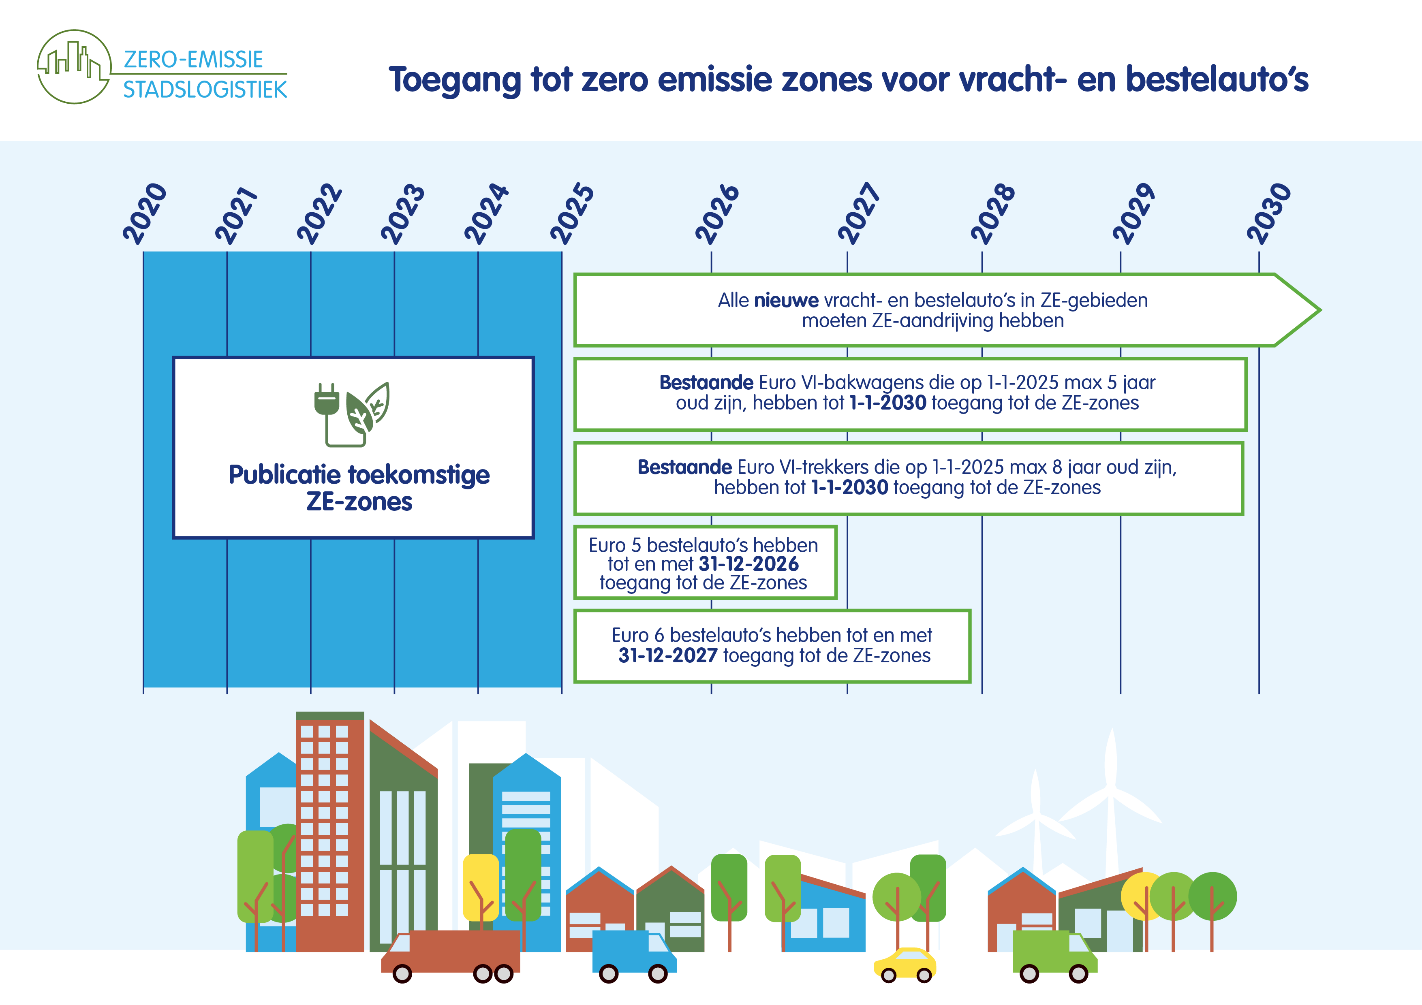 ZERO-EMISSIE
STADSLOGISTIEK
Toegang tot zero emissie zones voor vracht- en bestelauto's
2020
2021
2022
2023
2024
2025
2026
2027
2028
2029
2030
Alle nieuwe vracht- en bestelauto's in ZE-gebieden
moeten ZE-aandrijving hebben
Bestaande Euro VI-bakwagens die op 1-1-2025 max 5 jaar
oud zijn, hebben tot 1-1-2030 toegang tot de ZE-zones
Publicatie toekomstige
ZE-zones
Bestaande Euro VI-trekkers die op 1-1-2025 max 8 jaar oud zijn,
hebben tot 1-1-2030 toegang tot de ZE-zones
Euro 5 bestelauto's hebben
tot en met 31-12-2026
toegang tot de ZE-zones
Euro 6 bestelauto's hebben tot en met
31-12-2027 toegang tot de ZE-zones